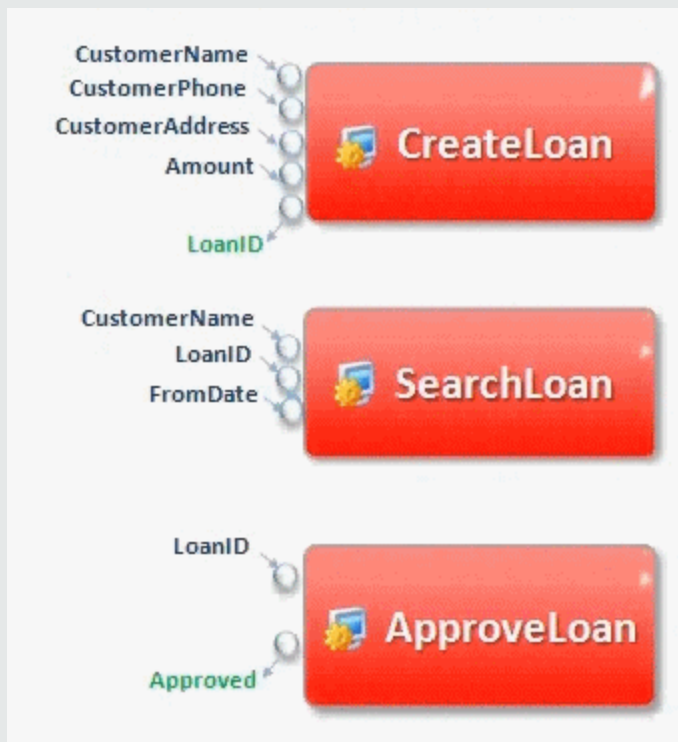 CustomerName
CustomerPhone
CustomerAddress
Amount
LoanID
CreateLoan
CustomerName
LoanID
FromDate
SearchLoan
LoanID
Approved
ApproveLoan